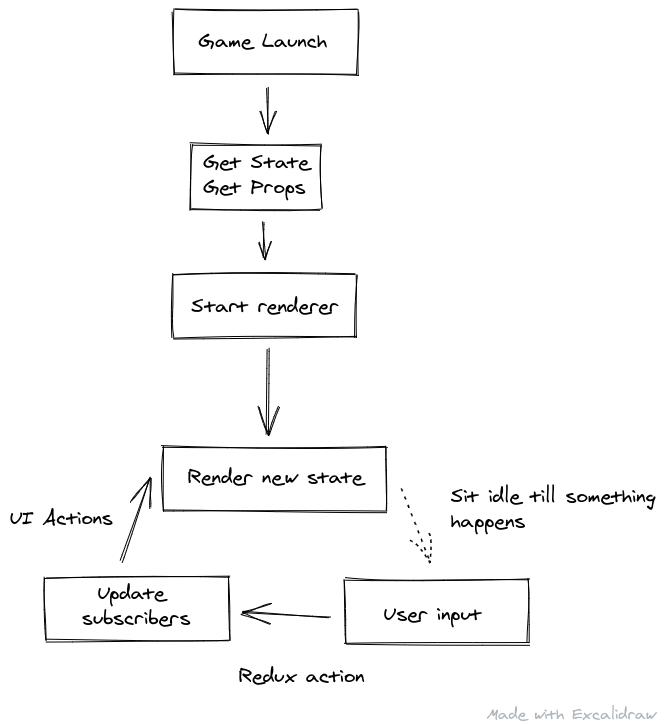 Game Launch
Get State
Get Props
Start renderer
Render new state
Sit idle till something
happens
UI Actions
Update
subscribers
User input
Redux action
Made with Excalidraw